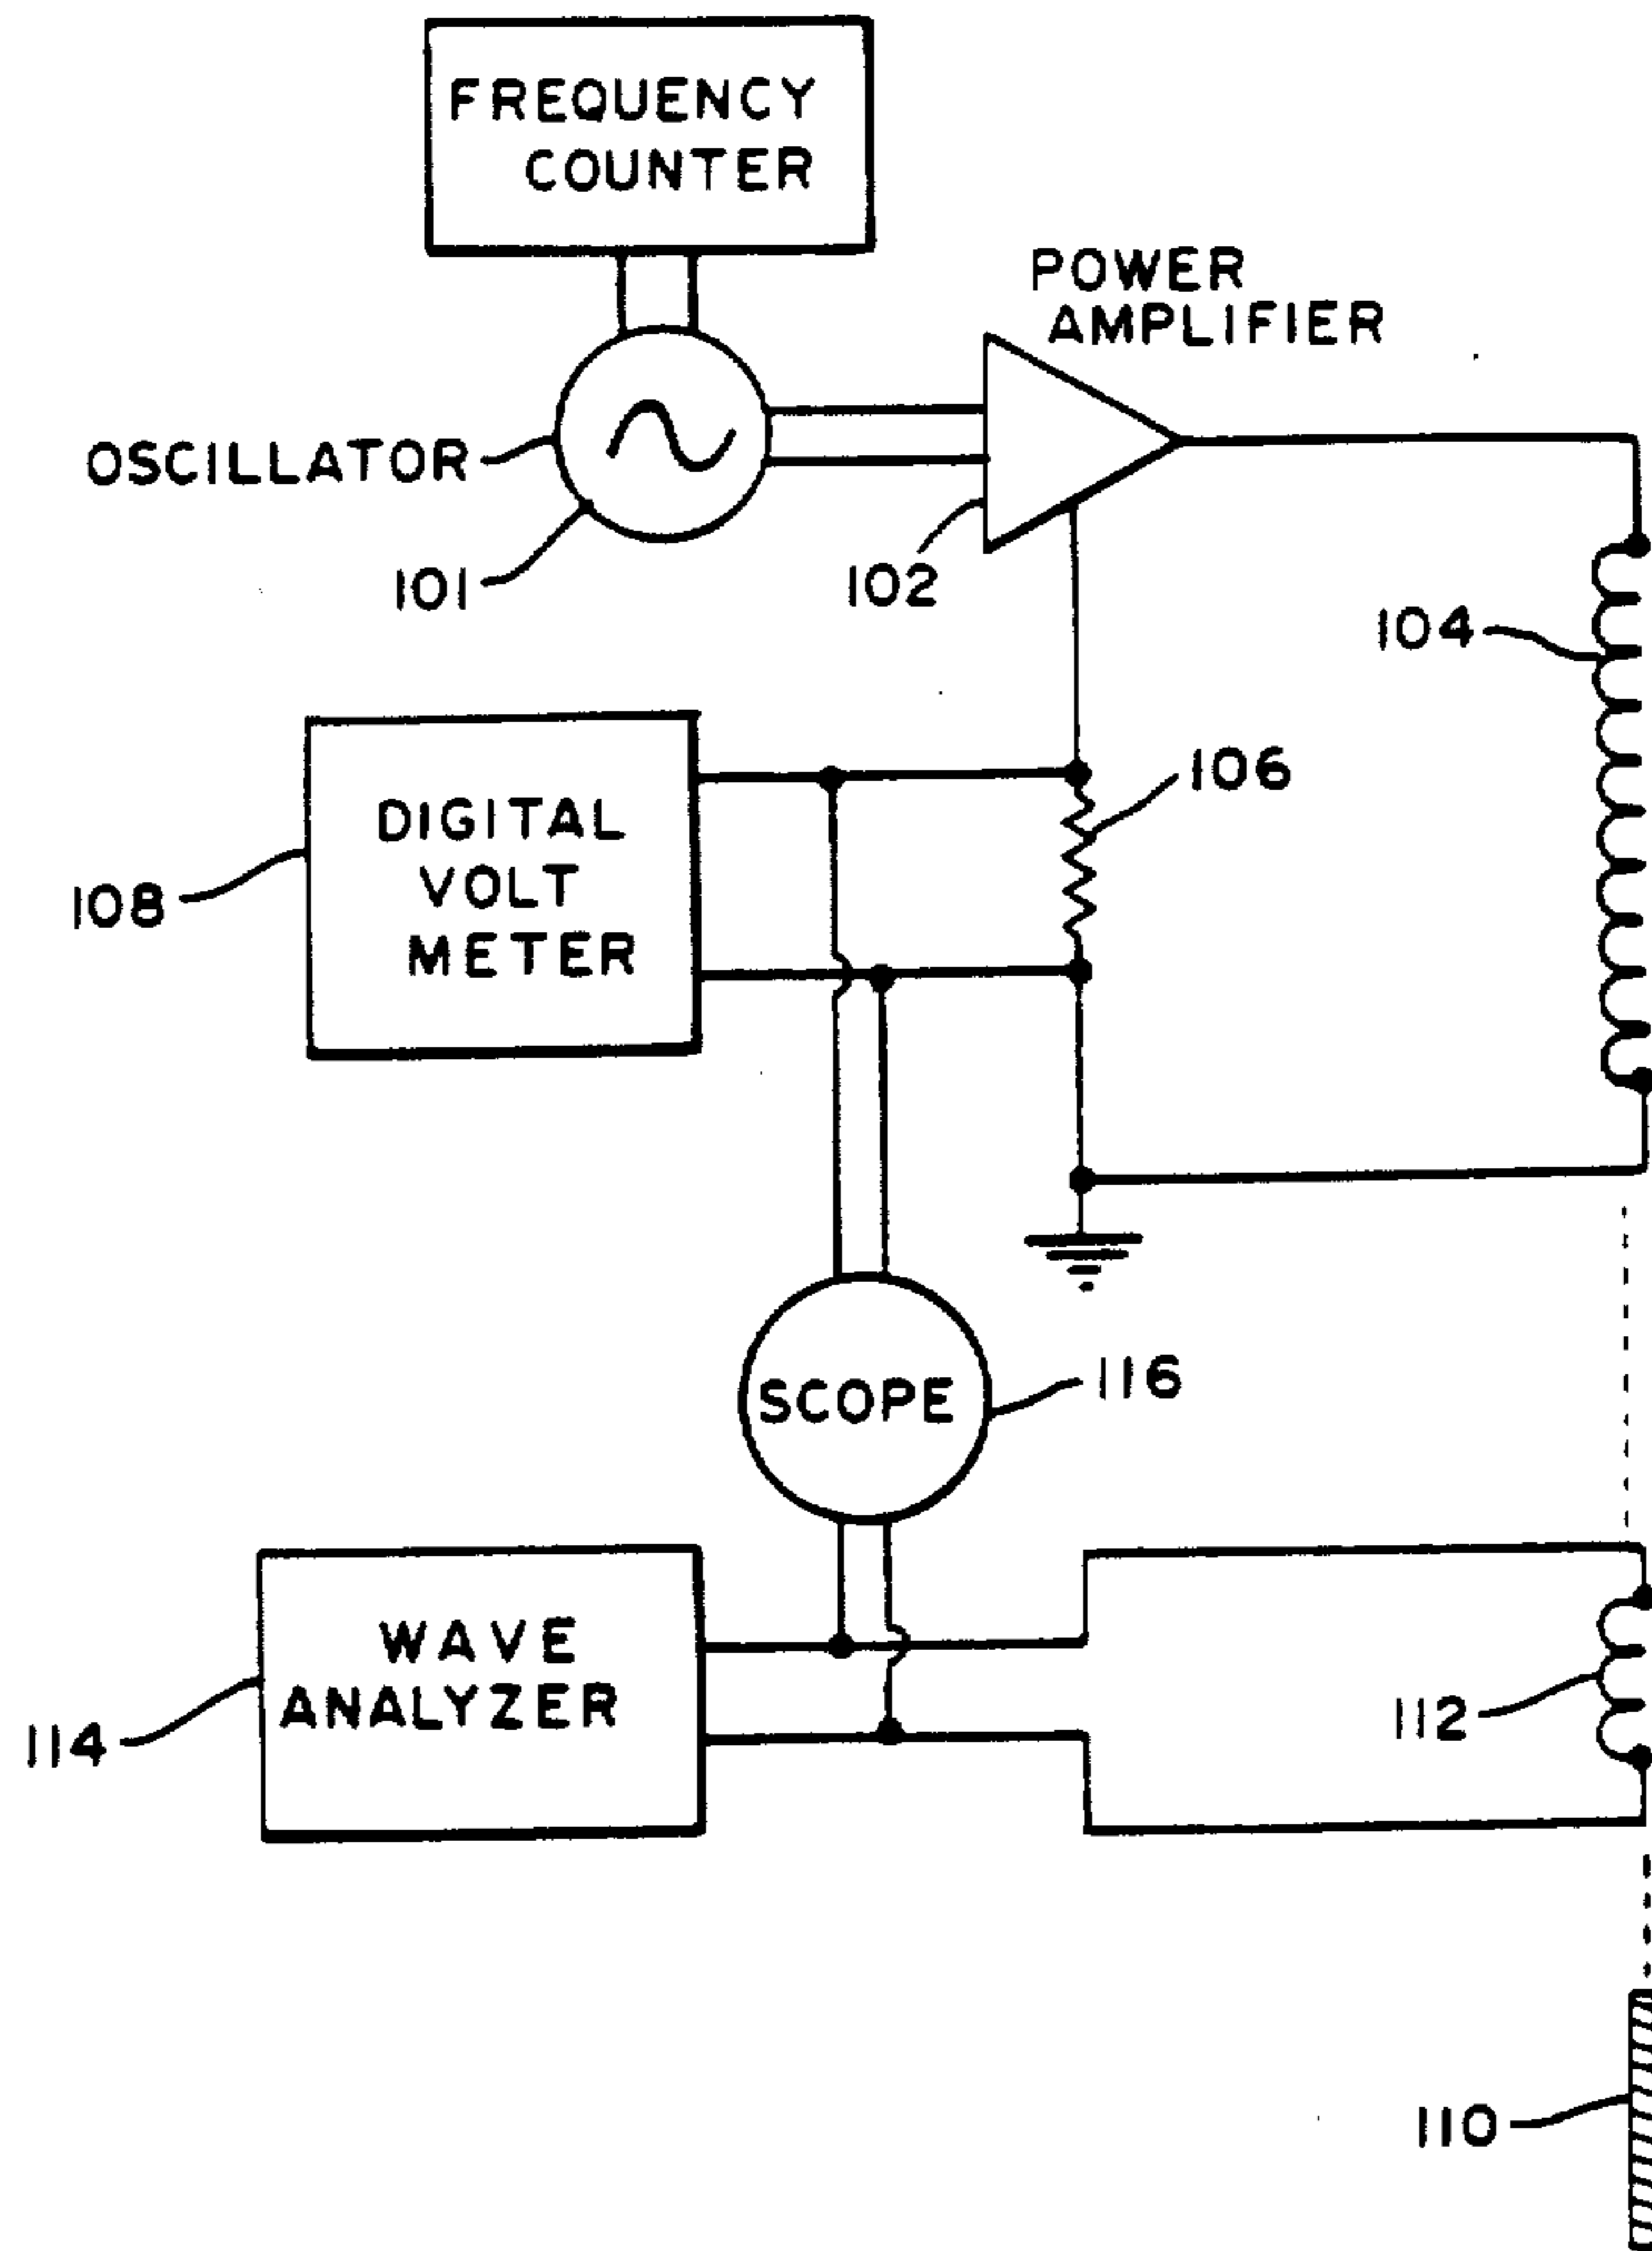 FREQUENCY
COUNTER
POWER
AMPLIFIER
OSCILLATOR
101
102
104
106
DIGITAL
VOLT
METER
108
SCOPE
116
WAVE
ANALYZER
114
112
110